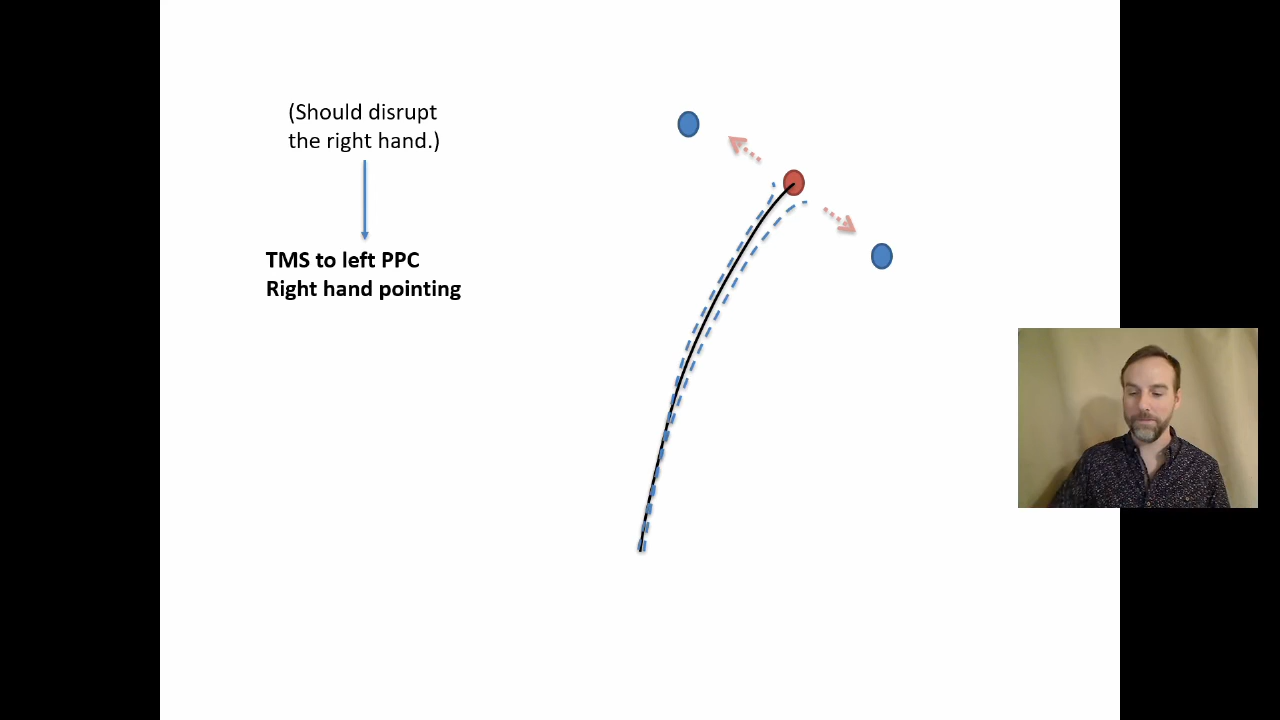 (Should disrupt
the right hand.)
TMS to left PPC
Right hand pointing